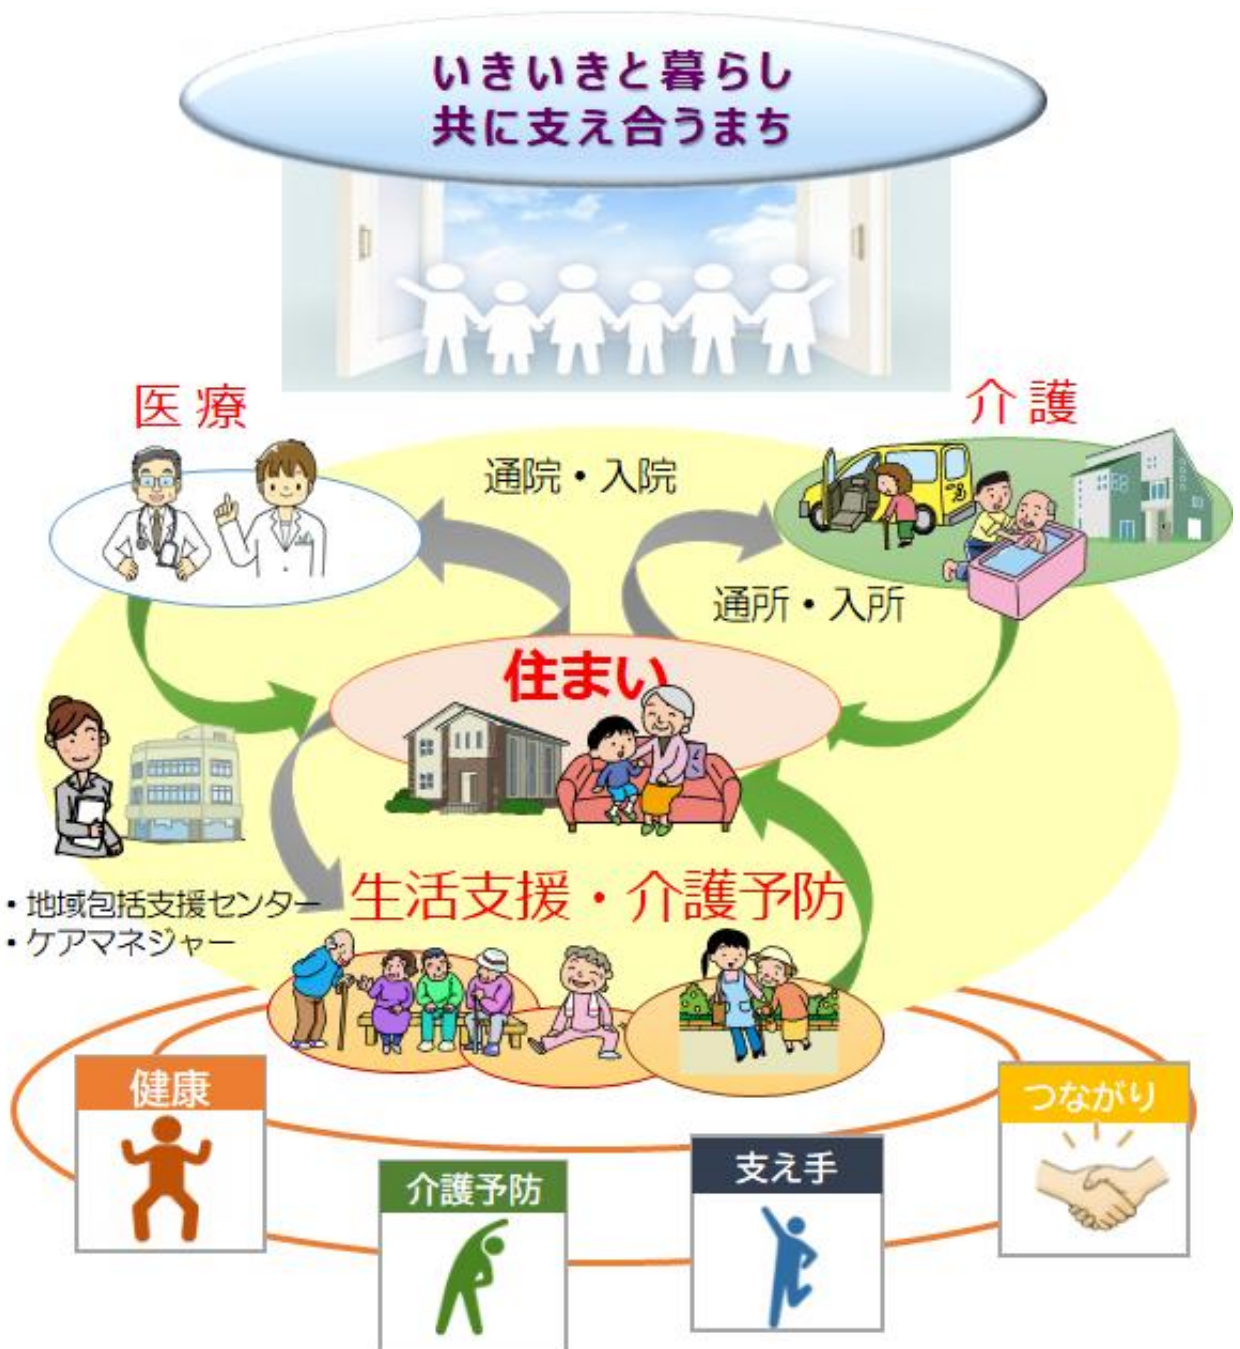 いきいきと暮らし
共に支え合うまち
医療
介護
通院・入院
通所・入所
住まい
・地域包括支援センター
・ケアマネジャー
生活支援・介護予防
健康
介護予防
支え手
つながり